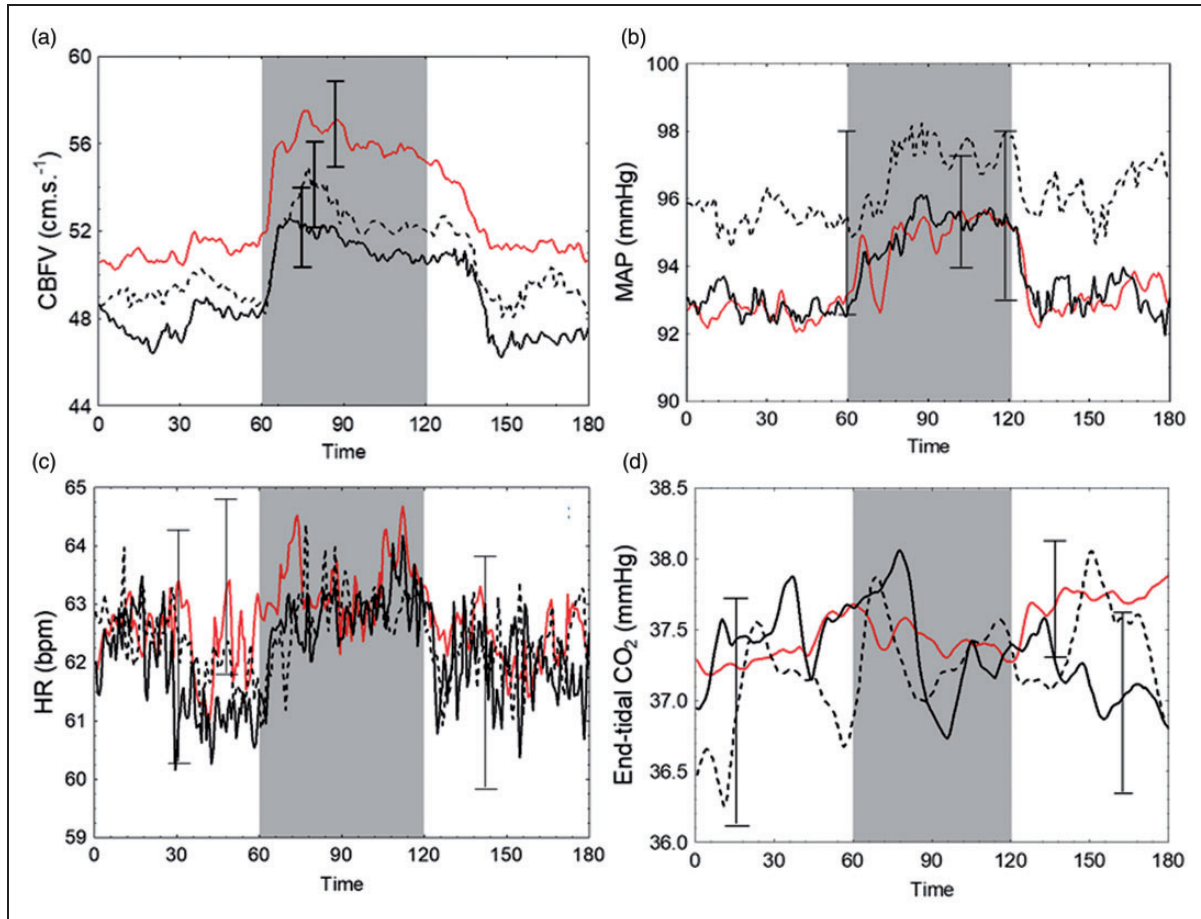 (a)
60
56
52
48
44
CBFV (cm.s.⁻¹)
0 30 60 90 120 150 180
Time
(b)
100
98
96
94
92
90
MAP (mmHg)
0 30 60 90 120 150 180
Time
(c)
65
64
63
62
61
60
59
HR (bpm)
0 30 60 90 120 150 180
Time
(d)
38.5
38.0
37.5
37.0
36.5
36.0
End-tidal CO₂ (mmHg)
0 30 60 90 120 150 180
Time